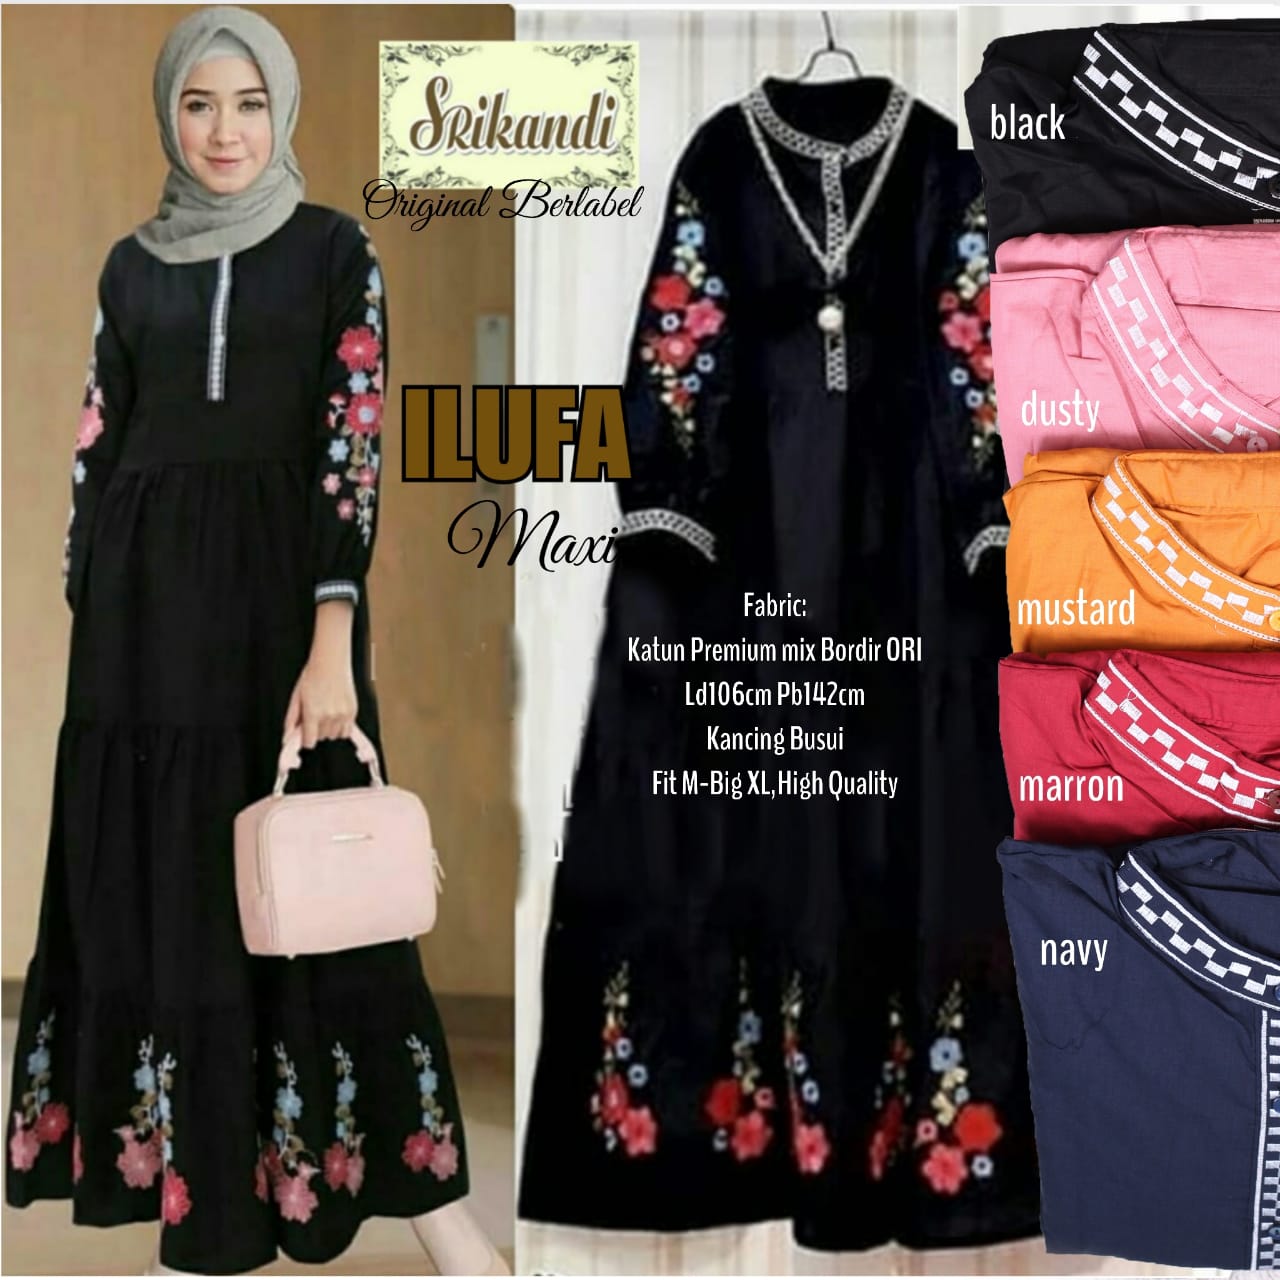 SRikandi
Original Berlabel
ILUFA
Maxi
Fabric:
Katun Premium mix Bordir ORI
Ld106cm Pb142cm
Kancing Busui
Fit M-Big XL,High Quality
black
dusty
mustard
marron
navy